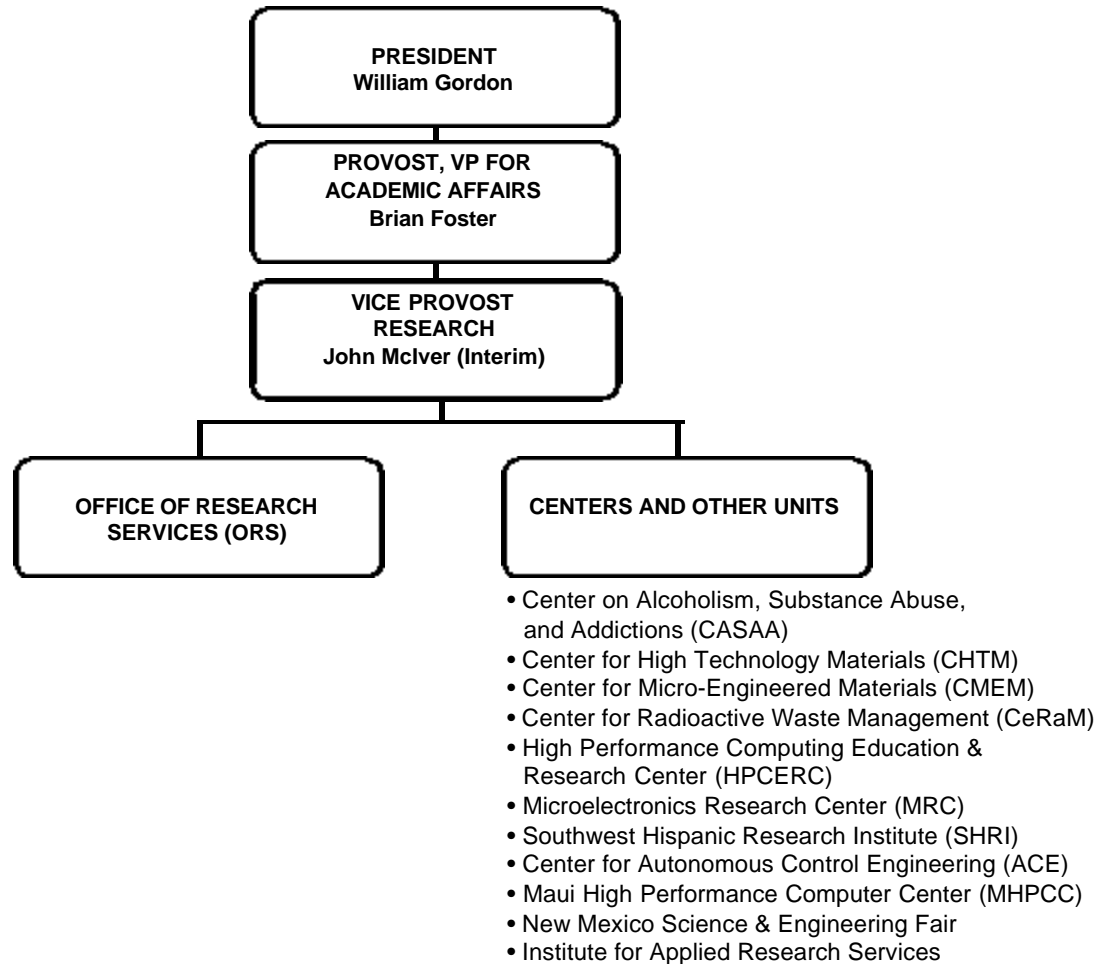 PRESIDENT
William Gordon
PROVOST, VP FOR
ACADEMIC AFFAIRS
Brian Foster
VICE PROVOST
RESEARCH
John McIver (Interim)
OFFICE OF RESEARCH
SERVICES (ORS)
CENTERS AND OTHER UNITS
• Center on Alcoholism, Substance Abuse,
and Addictions (CASAA)
• Center for High Technology Materials (CHTM)
• Center for Micro-Engineered Materials (CMEM)
• Center for Radioactive Waste Management (CeRaM)
• High Performance Computing Education &
Research Center (HPCERC)
• Microelectronics Research Center (MRC)
• Southwest Hispanic Research Institute (SHRI)
• Center for Autonomous Control Engineering (ACE)
• Maui High Performance Computer Center (MHPCC)
• New Mexico Science & Engineering Fair
• Institute for Applied Research Services